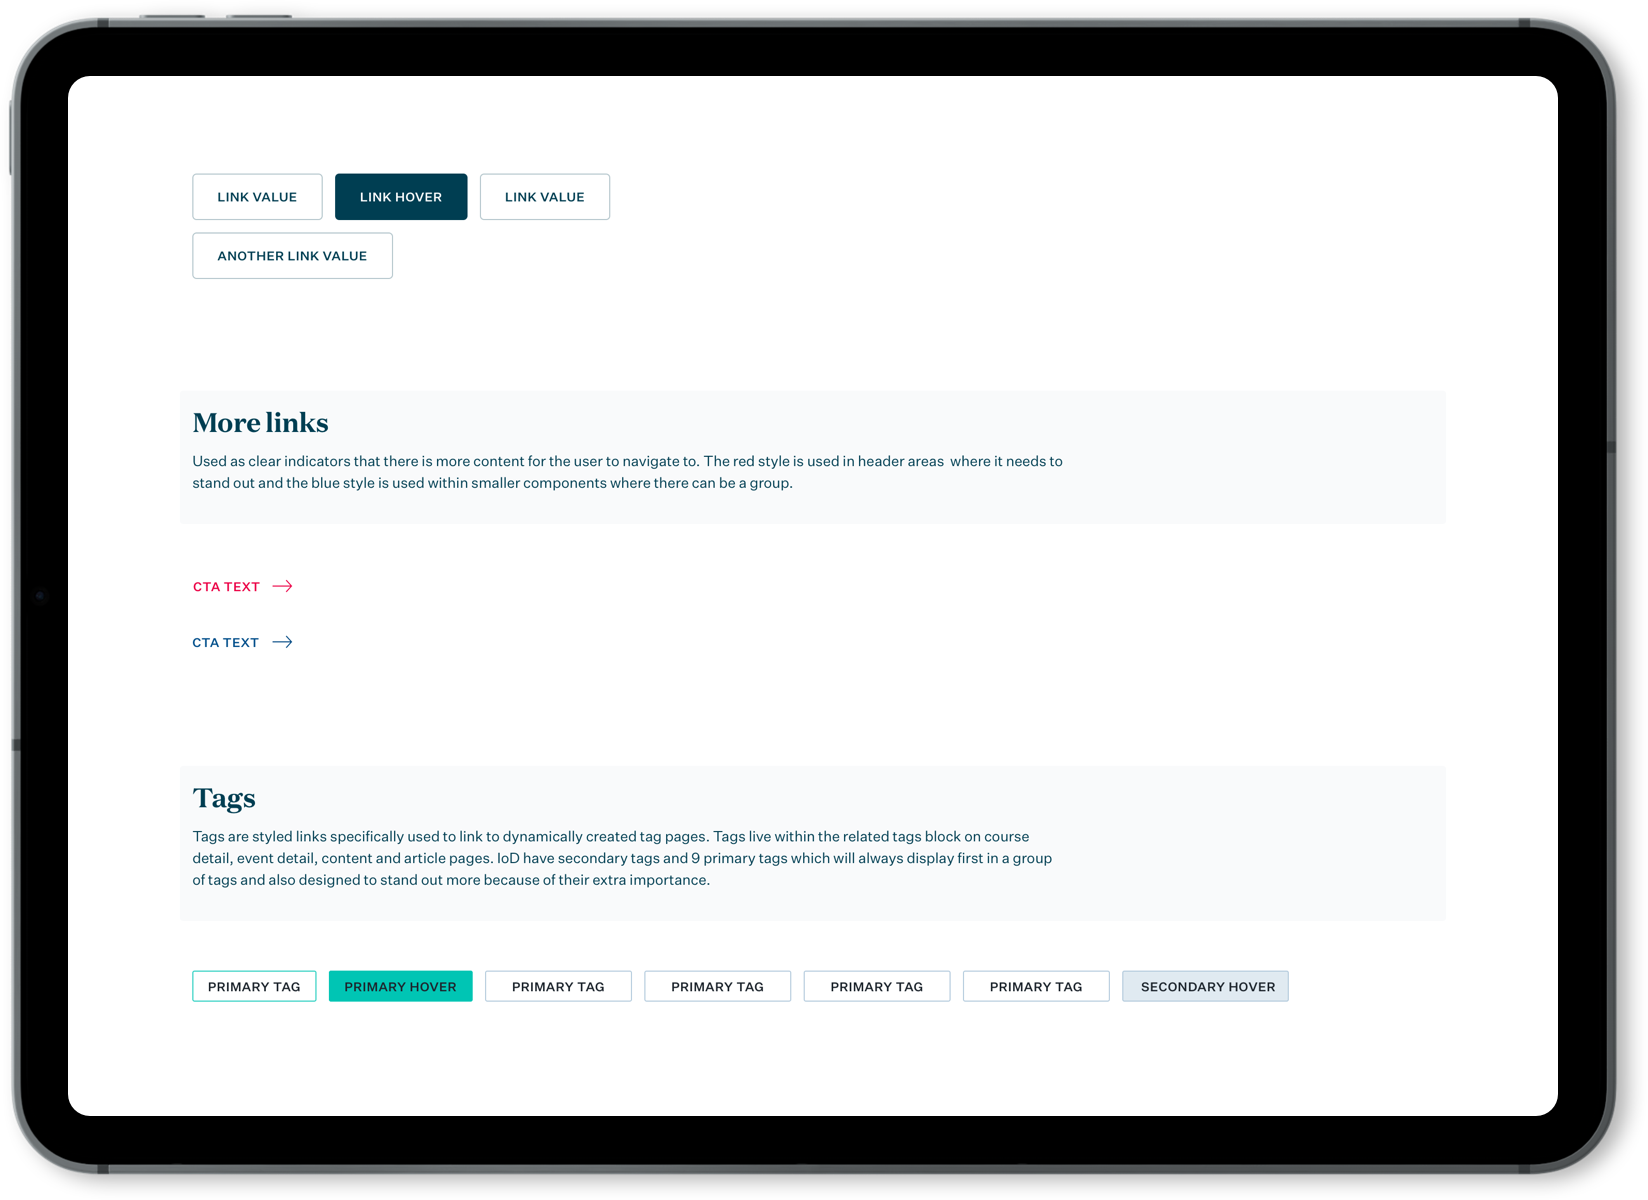 LINK VALUE LINK HOVER LINK VALUE
ANOTHER LINK VALUE
More links
Used as clear indicators that there is more content for the user to navigate to. The red style is used in header areas  where it needs to
stand out and the blue style is used within smaller components where there can be a group.
CTA TEXT
CTA TEXT
Tags
Tags are styled links specifically used to link to dynamically created tag pages. Tags live within the related tags block on course
detail, event detail, content and article pages. IoD have secondary tags and 9 primary tags which will always display first in a group
of tags and also designed to stand out more because of their extra importance.
PRIMARY TAG PRIMARY HOVER PRIMARY TAG PRIMARY TAG PRIMARY TAG PRIMARY TAG SECONDARY HOVER